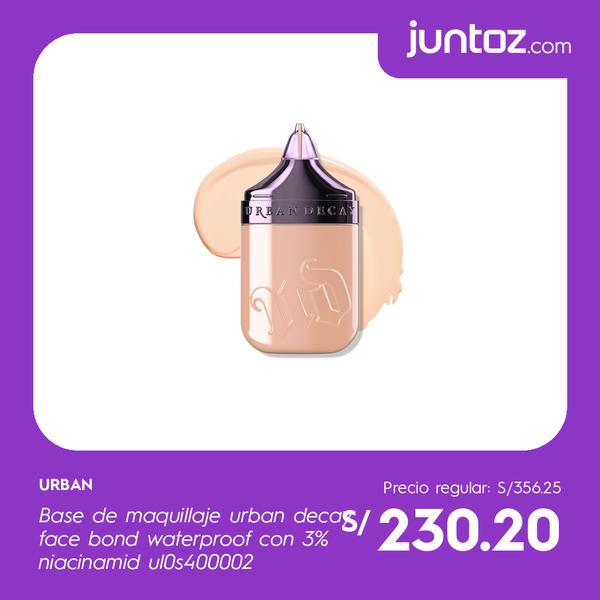 juntoz.com
URBAN DECAY
UD
URBAN
Precio regular: S/356.25
Base de maquillaje urban decay
S/ 230.20
face bond waterproof con 3%
niacinamid ul0s400002